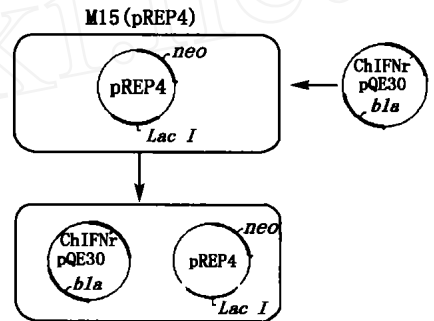 M15(pREP4)
neo
pREP4
Lac I
ChIFNr
pQE30
bla
ChIFNr
pQE30
bla
neo
pREP4
Lac I